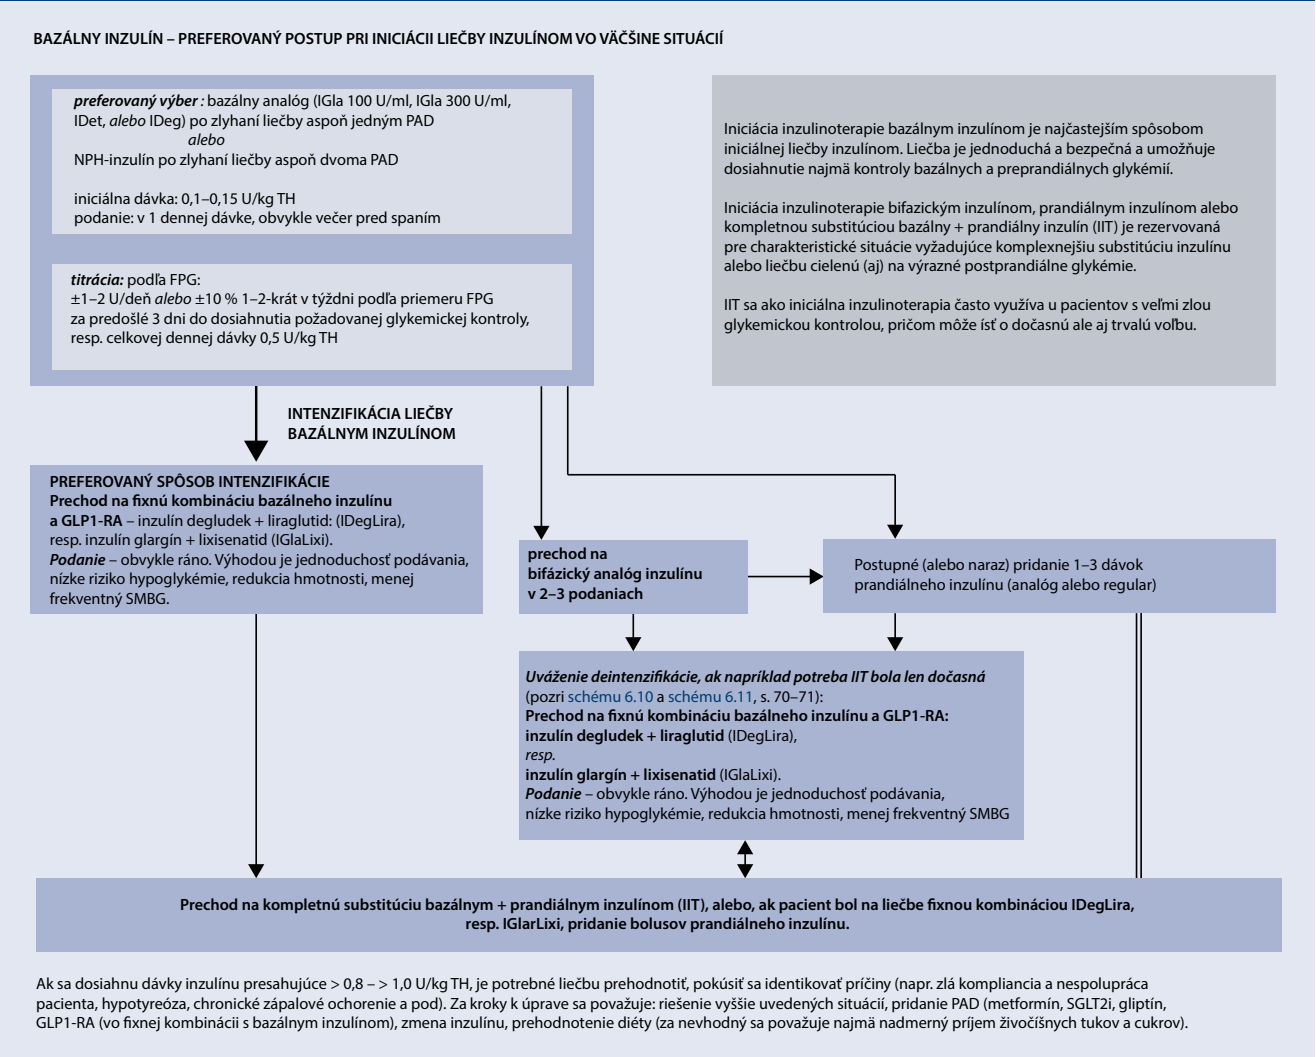 BAZÁLNY INZULÍN – PREFEROVANÝ POSTUP PRI INICIÁCII LIEČBY INZULÍNOM VO VÄČŠINE SITUÁCIÍ
preferovaný výber : bazálny analóg (IGla 100 U/ml, IGla 300 U/ml,
IDet, alebo IDeg) po zlyhaní liečby aspoň jedným PAD
alebo
NPH-inzulín po zlyhaní liečby aspoň dvoma PAD
iniciálna dávka: 0,1–0,15 U/kg TH
podanie: v 1 dennej dávke, obvykle večer pred spaním
titrácia: podľa FPG:
±1–2 U/deň alebo ±10 % 1–2-krát v týždni podľa priemeru FPG
za predošlé 3 dni do dosiahnutia požadovanej glykemickej kontroly,
resp. celkovej dennej dávky 0,5 U/kg TH
Iniciácia inzulinoterapie bazálnym inzulínom je najčastejším spôsobom
iniciálnej liečby inzulínom. Liečba je jednoduchá a bezpečná a umožňuje
dosiahnutie najmä kontroly bazálnych a preprandiálnych glykémií.
Iniciácia inzulinoterapie bifazickým inzulínom, prandiálnym inzulínom alebo
kompletnou substitúciou bazálny + prandiálny inzulín (IIT) je rezervovaná
pre charakteristické situácie vyžadujúce komplexnejšiu substitúciu inzulínu
alebo liečbu cielenú (aj) na výrazné postprandiálne glykémie.
IIT sa ako iniciálna inzulinoterapia často využíva u pacientov s veľmi zlou
glykemickou kontrolou, pričom môže ísť o dočasnú ale aj trvalú voľbu.
INTENZIFIKÁCIA LIEČBY
BAZÁLNYM INZULÍNOM
PREFEROVANÝ SPÔSOB INTENZIFIKÁCIE
Prechod na fixnú kombináciu bazálneho inzulínu
a GLP1-RA – inzulín degludek + liraglutid: (IDegLira),
resp. inzulín glargín + lixisenatid (IGlaLixi).
Podanie – obvykle ráno. Výhodou je jednoduchosť podávania,
nízke riziko hypoglykémie, redukcia hmotnosti, menej
frekventný SMBG.
prechod na
bifázický analóg inzulínu
v 2–3 podaniach
Postupné (alebo naraz) pridanie 1–3 dávok
prandiálneho inzulínu (analóg alebo regular)
Uváženie deintenzifikácie, ak napríklad potreba IIT bola len dočasná
(pozri schému 6.10 a schému 6.11, s. 70–71):
Prechod na fixnú kombináciu bazálneho inzulínu a GLP1-RA:
inzulín degludek + liraglutid (IDegLira),
resp.
inzulín glargín + lixisenatid (IGlaLixi).
Podanie – obvykle ráno. Výhodou je jednoduchosť podávania,
nízke riziko hypoglykémie, redukcia hmotnosti, menej frekventný SMBG
Prechod na kompletnú substitúciu bazálnym + prandiálnym inzulínom (IIT), alebo, ak pacient bol na liečbe fixnou kombináciou IDegLira,
resp. IGlarLixi, pridanie bolusov prandiálneho inzulínu.
Ak sa dosiahnu dávky inzulínu presahujúce > 0,8 – > 1,0 U/kg TH, je potrebné liečbu prehodnotiť, pokúsiť sa identikovať príčiny (napr. zlá kompliancia a nespolupráca
pacienta, hypotyreóza, chronické zápalové ochorenie a pod). Za kroky k úprave sa považuje: riešenie vyššie uvedených situácií, pridanie PAD (metformín, SGLT2i, gliptín,
GLP1-RA (vo fixnej kombinácii s bazálnym inzulínom), zmena inzulínu, prehodnotenie diéty (za nevhodný sa považuje najmä nadmerný príjem živočíšnych tukov a cukrov).